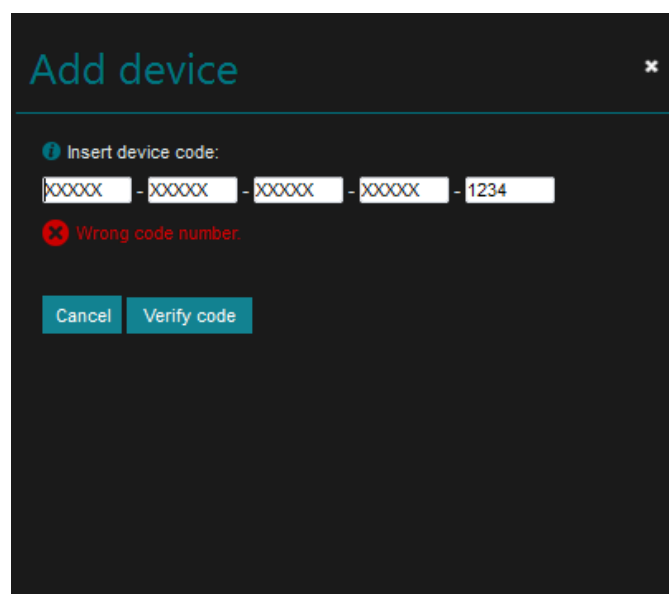 Add device
Insert device code:
XXXXX - XXXXX - XXXXX - XXXXX - 1234
Wrong code number.
Cancel Verify code